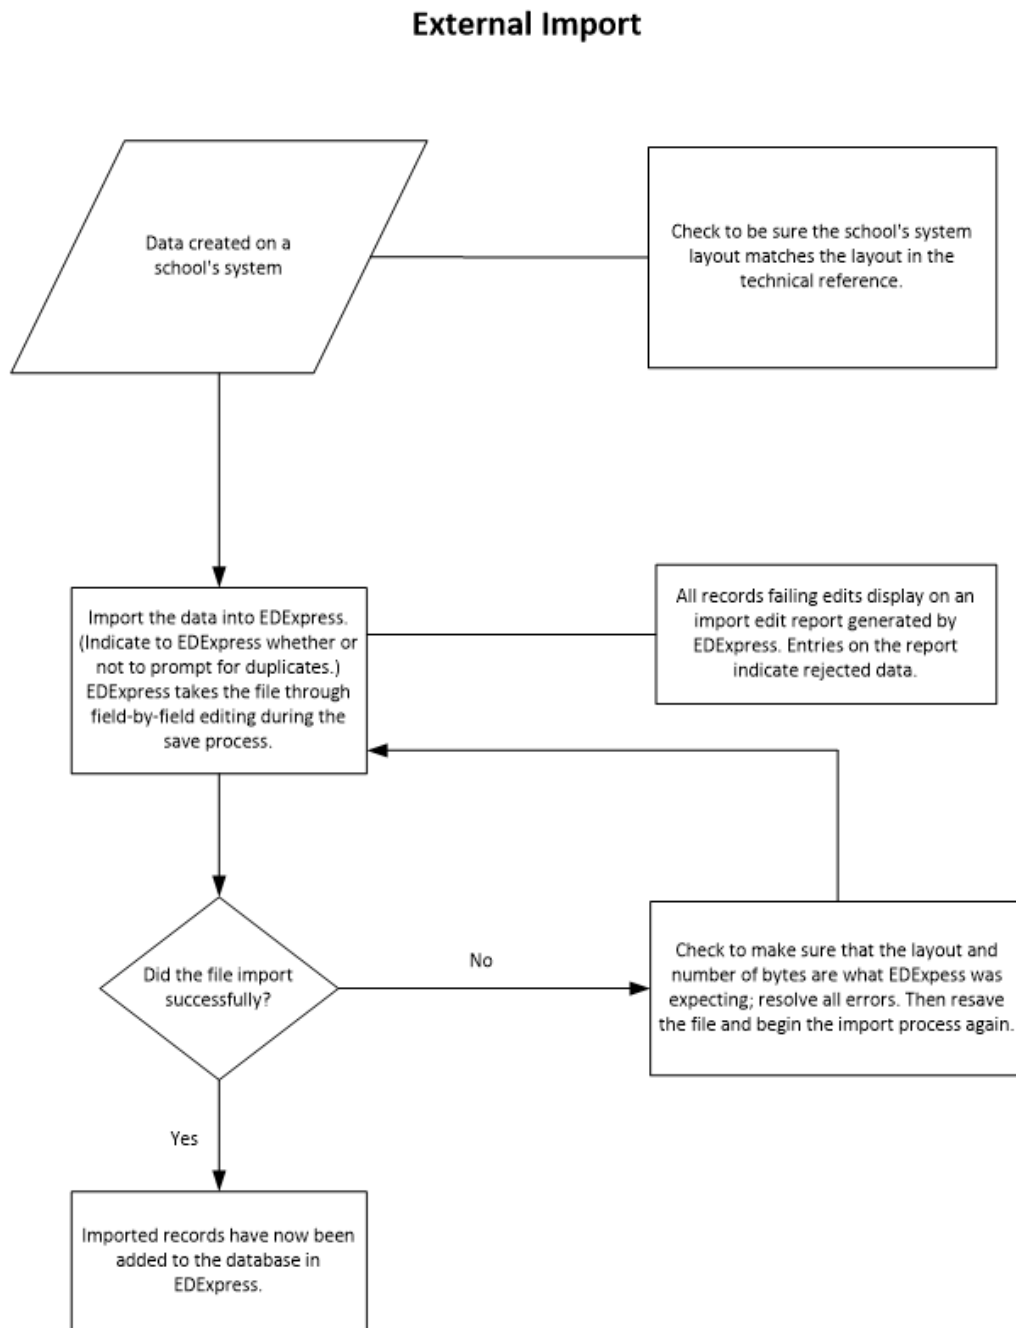 External Import
Data created on a
school's system
Check to be sure the school's system
layout matches the layout in the
technical reference.
Import the data into EDExpress.
(Indicate to EDExpress whether or
not to prompt for duplicates.)
EDExpress takes the file through
field-by-field editing during the
save process.
All records failing edits display on an
import edit report generated by
EDExpress. Entries on the report
indicate rejected data.
Did the file import
successfully?
No
Check to make sure that the layout and
number of bytes are what EDExpess was
expecting; resolve all errors. Then resave
the file and begin the import process again.
Yes
Imported records have now been
added to the database in
EDExpress.